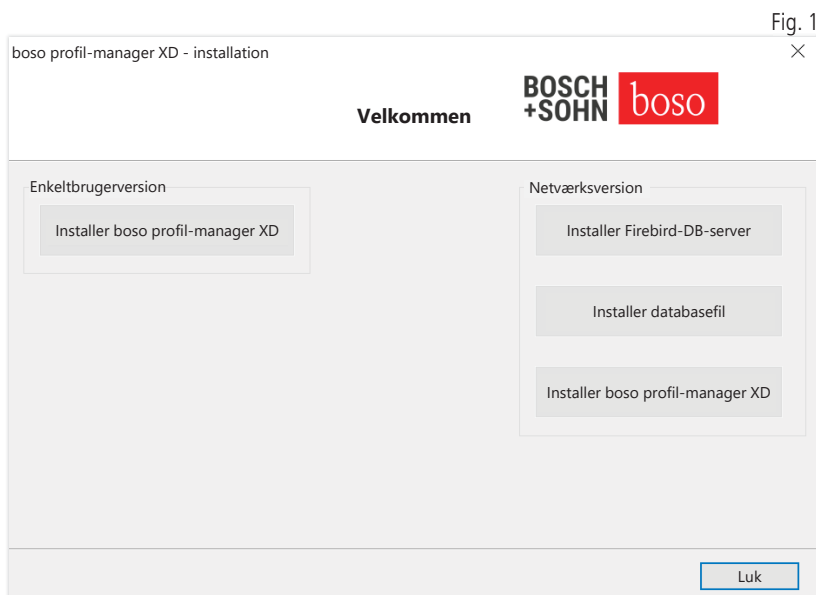 Fig. 1
boso profil-manager XD - installation
Velkommen
BOSCH
+SOHN
boso
Enkeltbrugerversion
Installer boso profil-manager XD
Netværksversion
Installer Firebird-DB-server
Installer databasefil
Installer boso profil-manager XD
Luk